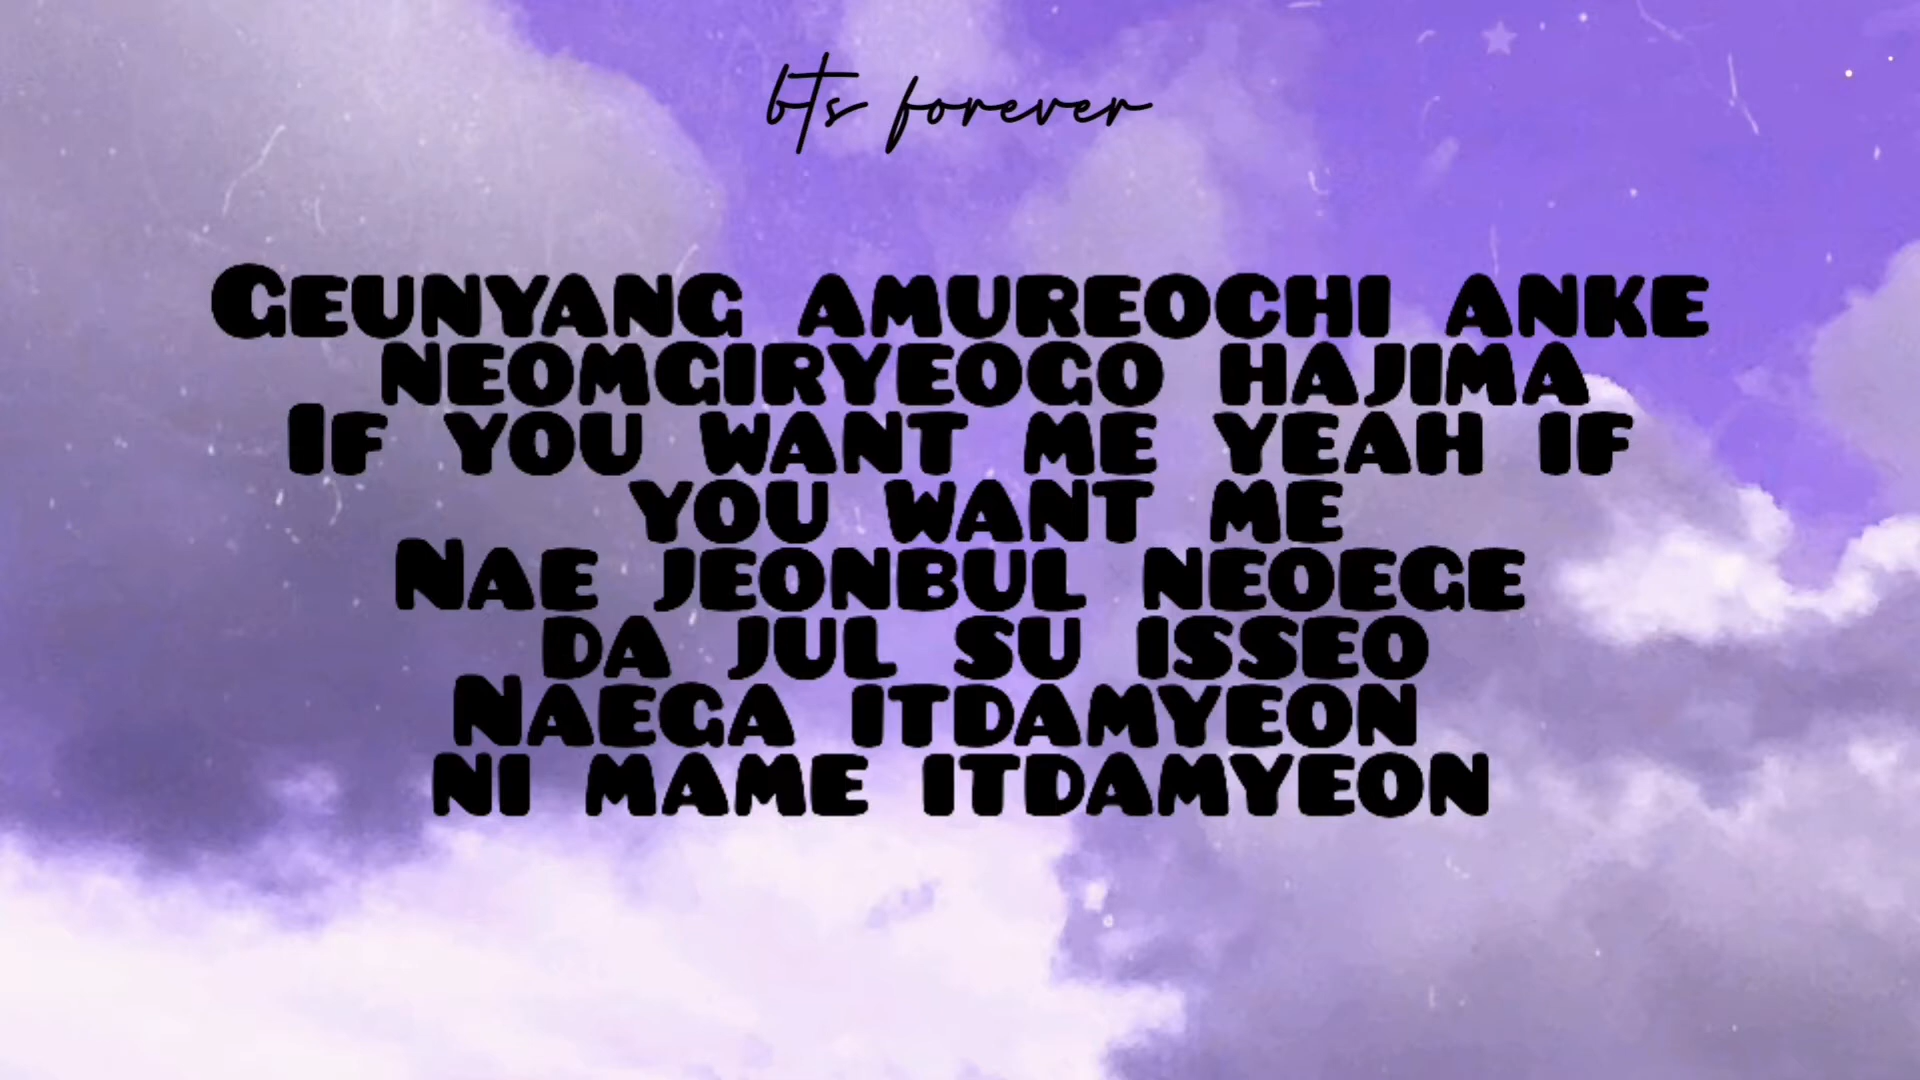 bts forever
Geunyang amureochi anke
neomgiryeogo hajima
If you want me yeah if
you want me
Nae jeonbul neoege
da jul su isseo
Naega itdamyeon
ni mame itdamyeon